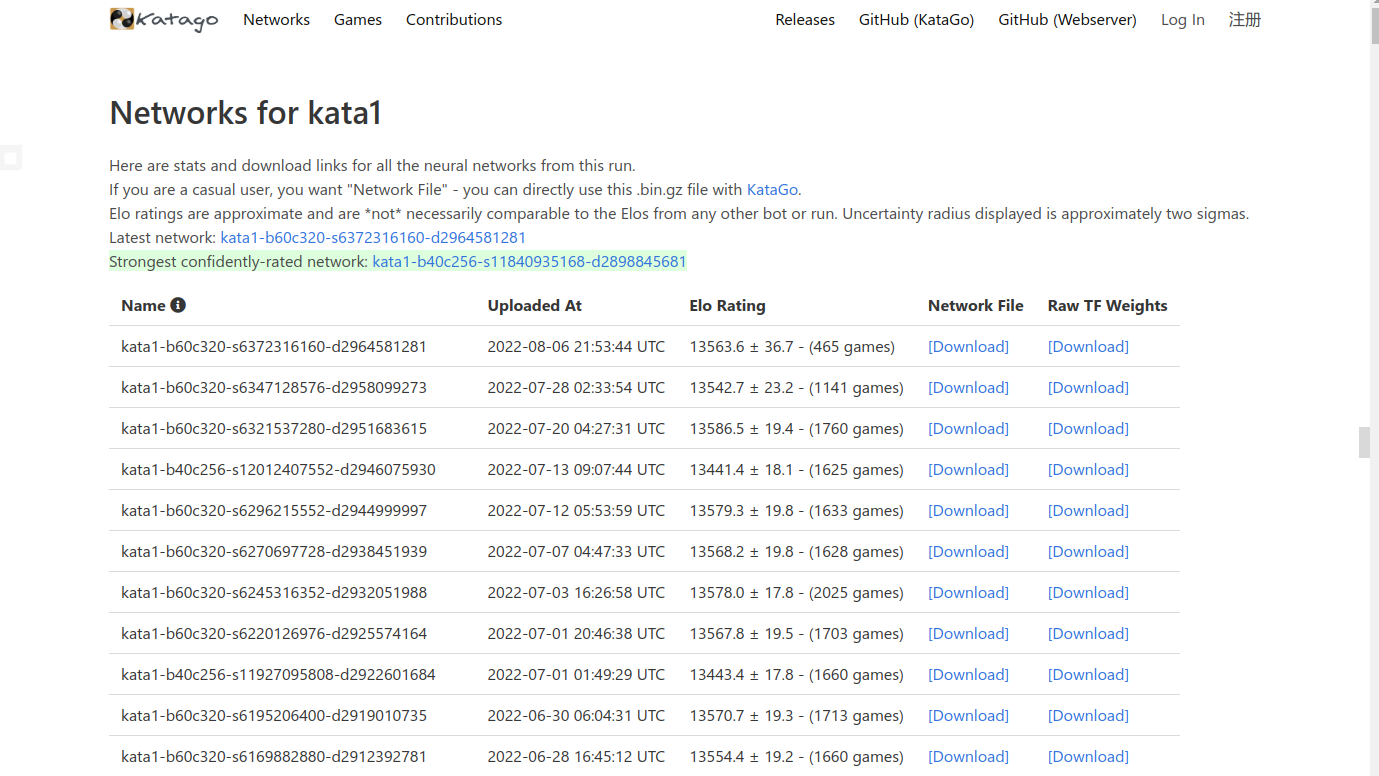 Katago Networks Games Contributions Releases GitHub (KataGo) GitHub (Webserver) Log In 注册
Networks for kata1
Here are stats and download links for all the neural networks from this run.
If you are a casual user, you want "Network File" - you can directly use this .bin.gz file with KataGo.
Elo ratings are approximate and are *not* necessarily comparable to the Elos from any other bot or run. Uncertainty radius displayed is approximately two sigmas.
Latest network: kata1-b60c320-s6372316160-d2964581281
Strongest confidently-rated network: kata1-b40c256-s11840935168-d2898845681
Name Uploaded At Elo Rating Network File Raw TF Weights
kata1-b60c320-s6372316160-d2964581281 2022-08-06 21:53:44 UTC 13563.6 ± 36.7 - (465 games) [Download] [Download]
kata1-b60c320-s6347128576-d2958099273 2022-07-28 02:33:54 UTC 13542.7 ± 23.2 - (1141 games) [Download] [Download]
kata1-b60c320-s6321537280-d2951683615 2022-07-20 04:27:31 UTC 13586.5 ± 19.4 - (1760 games) [Download] [Download]
kata1-b40c256-s12012407552-d2946075930 2022-07-13 09:07:44 UTC 13441.4 ± 18.1 - (1625 games) [Download] [Download]
kata1-b60c320-s6296215552-d2944999997 2022-07-12 05:53:59 UTC 13579.3 ± 19.8 - (1633 games) [Download] [Download]
kata1-b60c320-s6270697728-d2938451939 2022-07-07 04:47:33 UTC 13568.2 ± 19.8 - (1628 games) [Download] [Download]
kata1-b60c320-s6245316352-d2932051988 2022-07-03 16:26:58 UTC 13578.0 ± 17.8 - (2025 games) [Download] [Download]
kata1-b60c320-s6220126976-d2925574164 2022-07-01 20:46:38 UTC 13567.8 ± 19.5 - (1703 games) [Download] [Download]
kata1-b40c256-s11927095808-d2922601684 2022-07-01 01:49:29 UTC 13443.4 ± 17.8 - (1660 games) [Download] [Download]
kata1-b60c320-s6195206400-d2919010735 2022-06-30 06:04:31 UTC 13570.7 ± 19.3 - (1713 games) [Download] [Download]
kata1-b60c320-s6169882880-d2912392781 2022-06-28 16:45:12 UTC 13554.4 ± 19.2 - (1660 games) [Download] [Download]